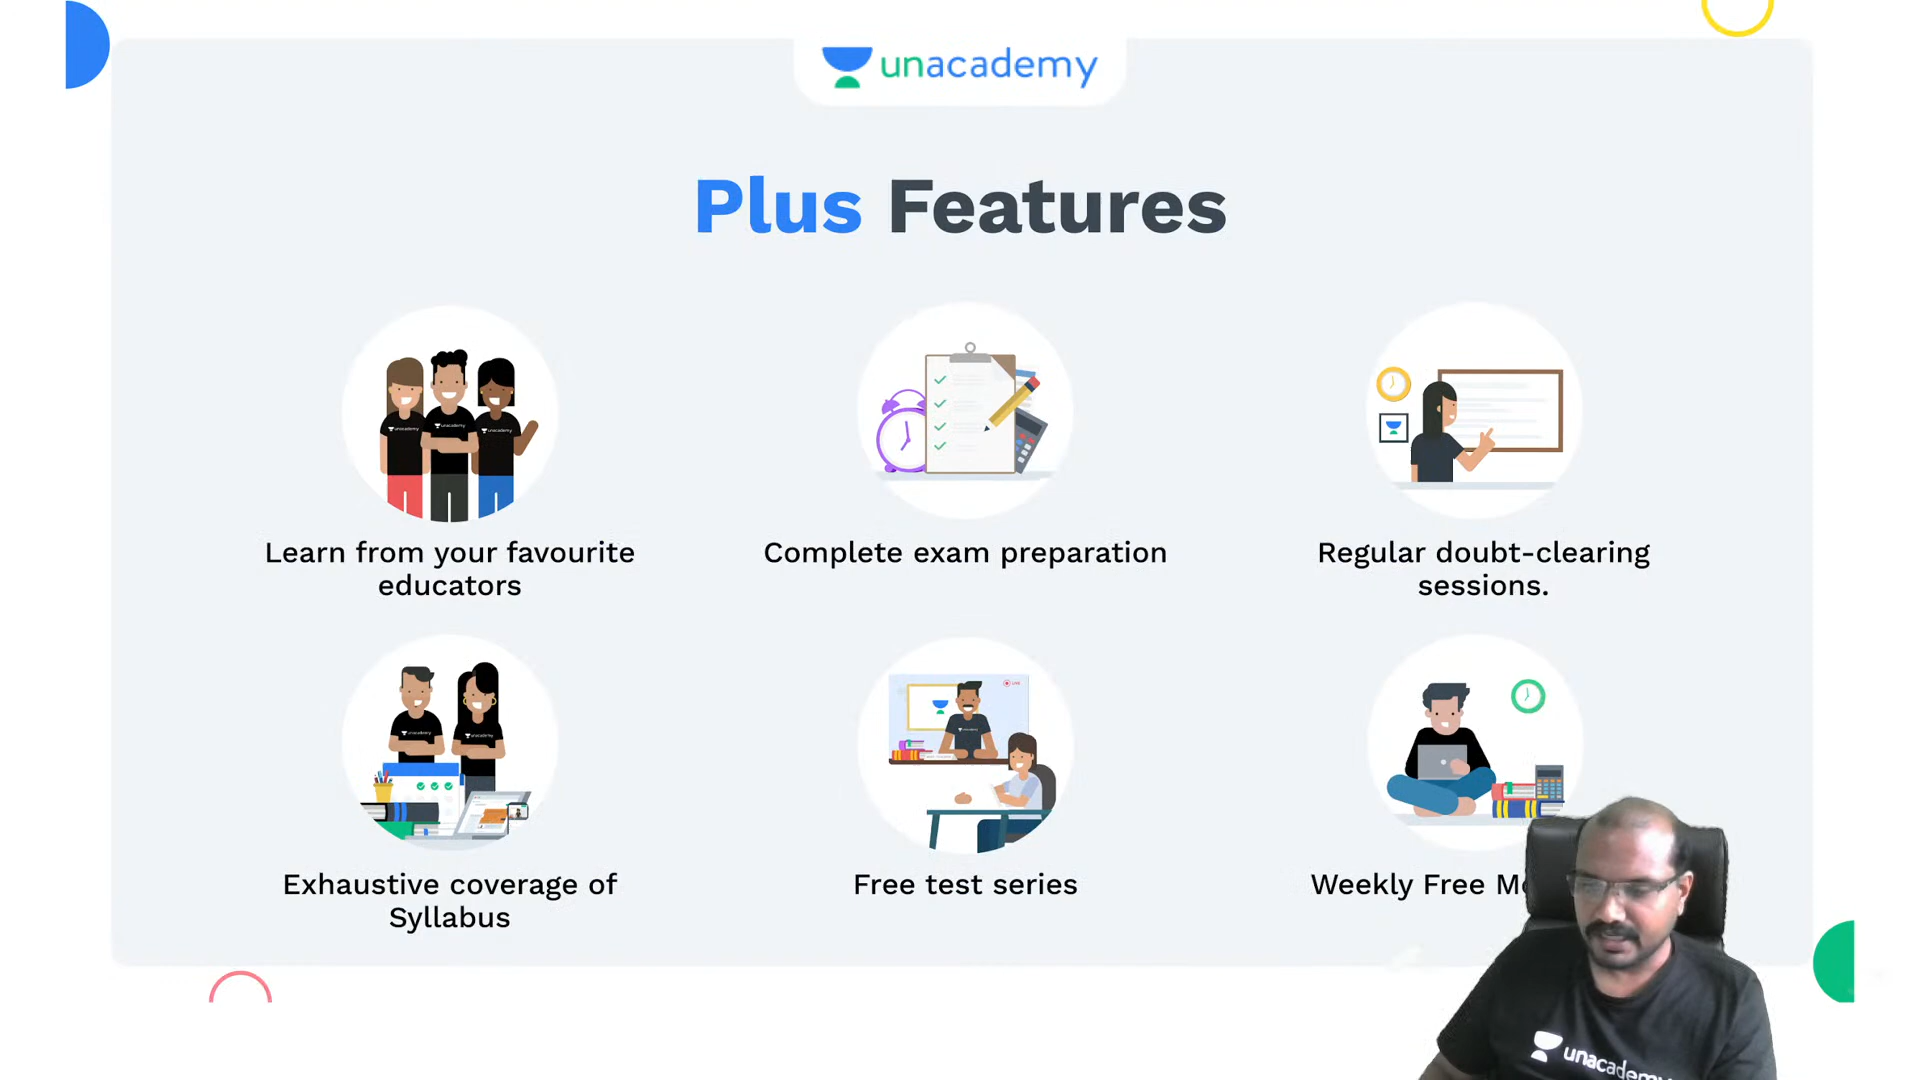 unacademy
Plus Features
Learn from your favourite
educators
Complete exam preparation
Regular doubt-clearing
sessions.
Exhaustive coverage of
Syllabus
Free test series
Weekly Free
unacademy